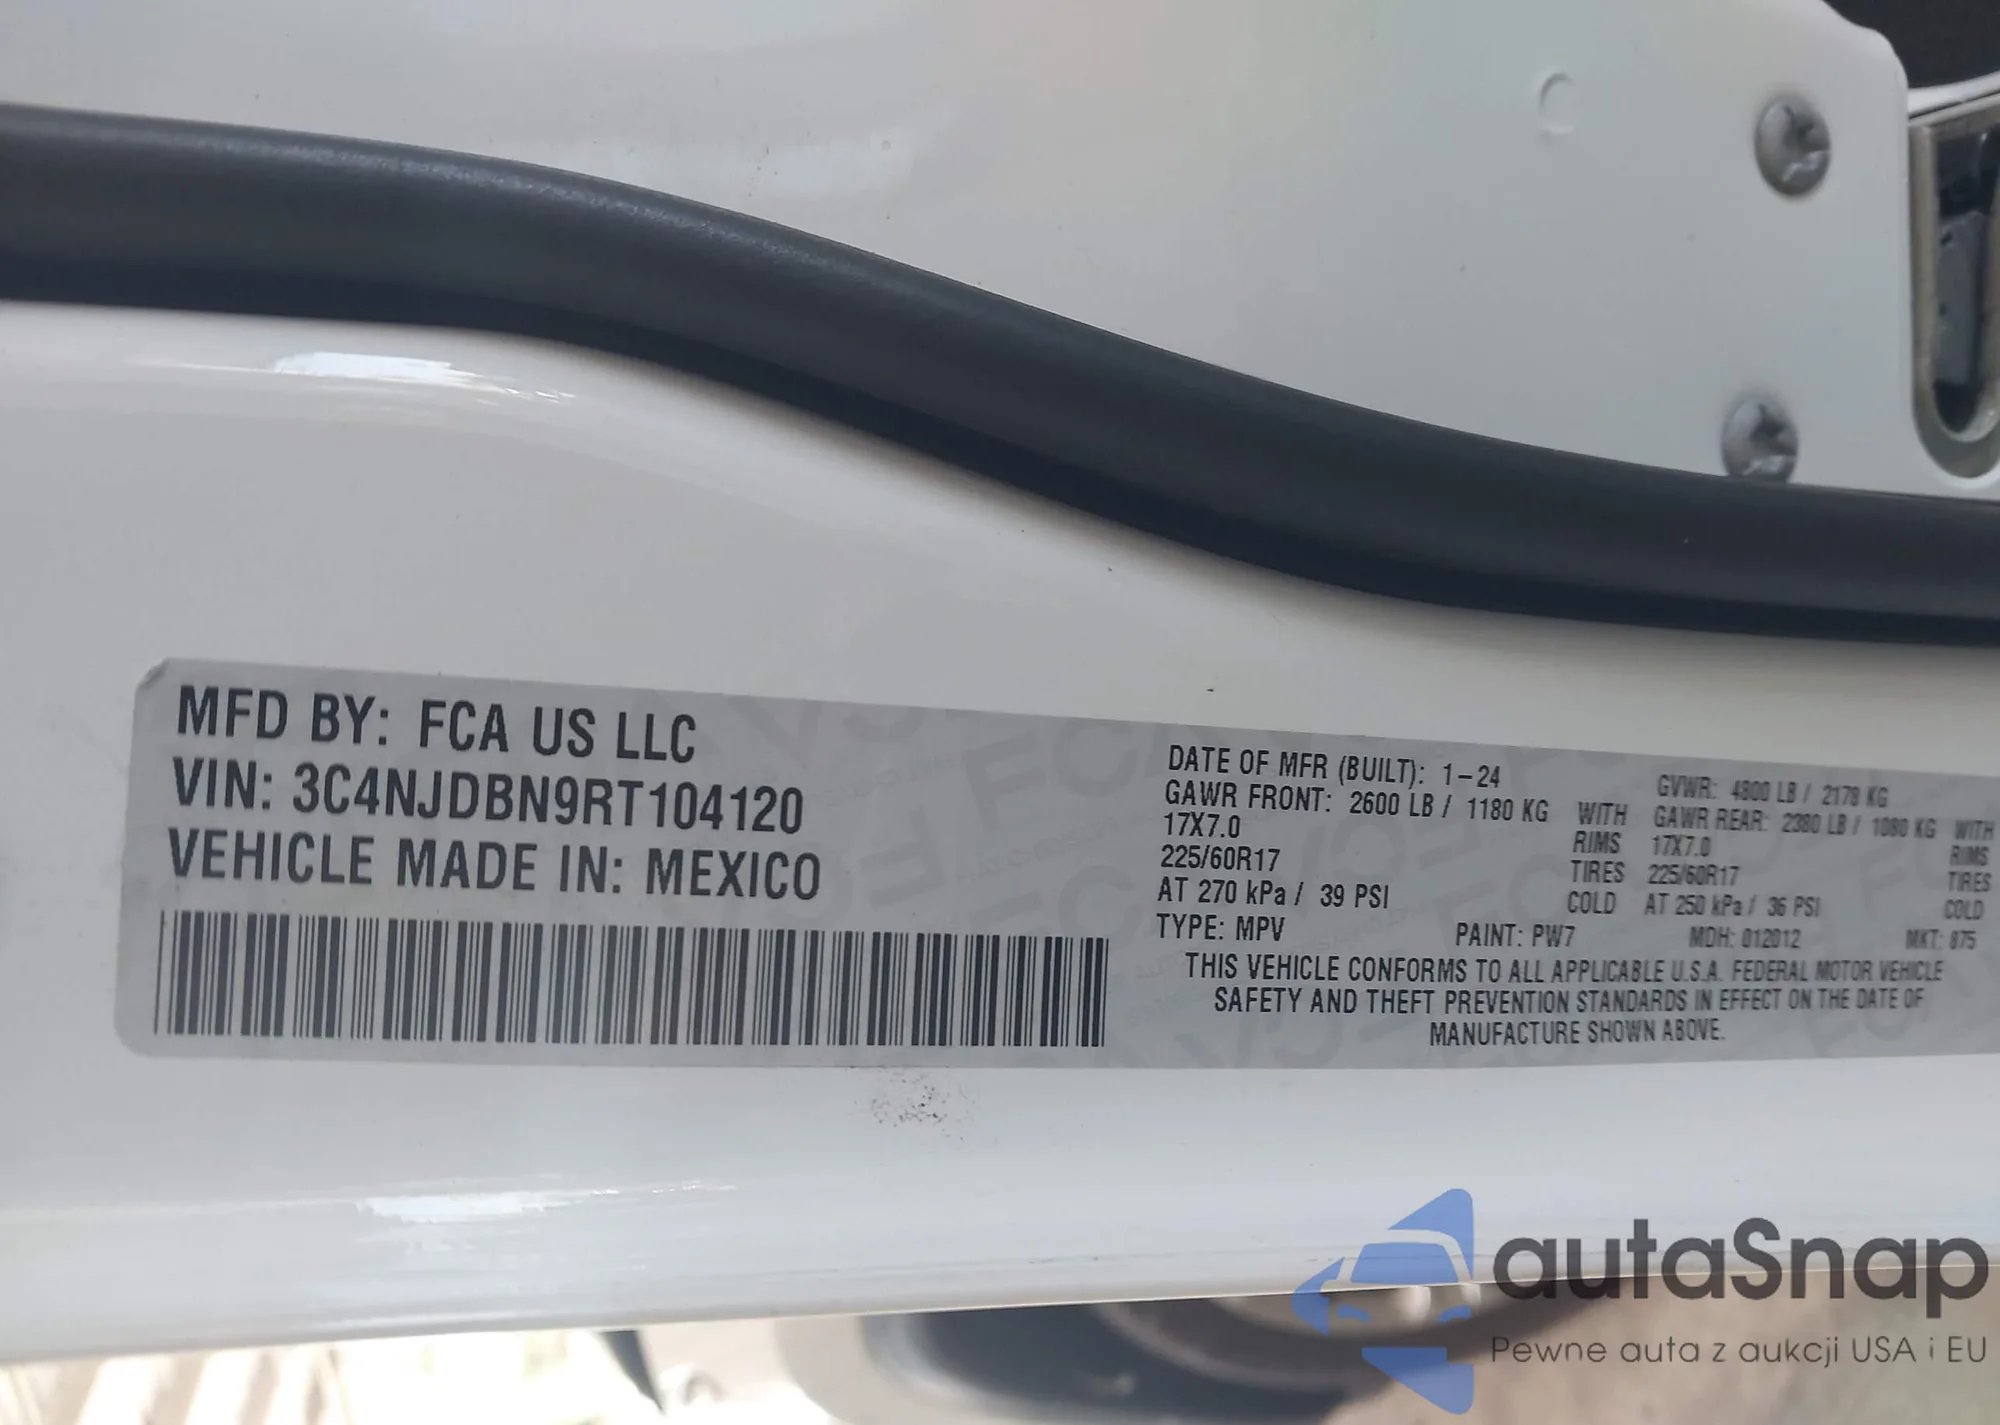 MFD BY: FCA US LLC
VIN: 3C4NJDBN9RT104120
VEHICLE MADE IN: MEXICO
DATE OF MFR (BUILT): 1-24 GVWR: 4800 LB / 2178 KG
GAWR FRONT: 2600 LB / 1180 KG WITH GAWR REAR: 2380 LB / 1080 KG WITH
17X7.0 RIMS 17X7.0 RIMS
225/60R17 TIRES 225/60R17 TIRES
AT 270 kPa / 39 PSI COLD AT 250 kPa / 36 PSI COLD
TYPE: MPV PAINT: PW7 MDH: 012012 MKT: 875
THIS VEHICLE CONFORMS TO ALL APPLICABLE U.S.A. FEDERAL MOTOR VEHICLE
SAFETY AND THEFT PREVENTION STANDARDS IN EFFECT ON THE DATE OF
MANUFACTURE SHOWN ABOVE.
autaSnap
Pewne auta z aukcji USA i EU